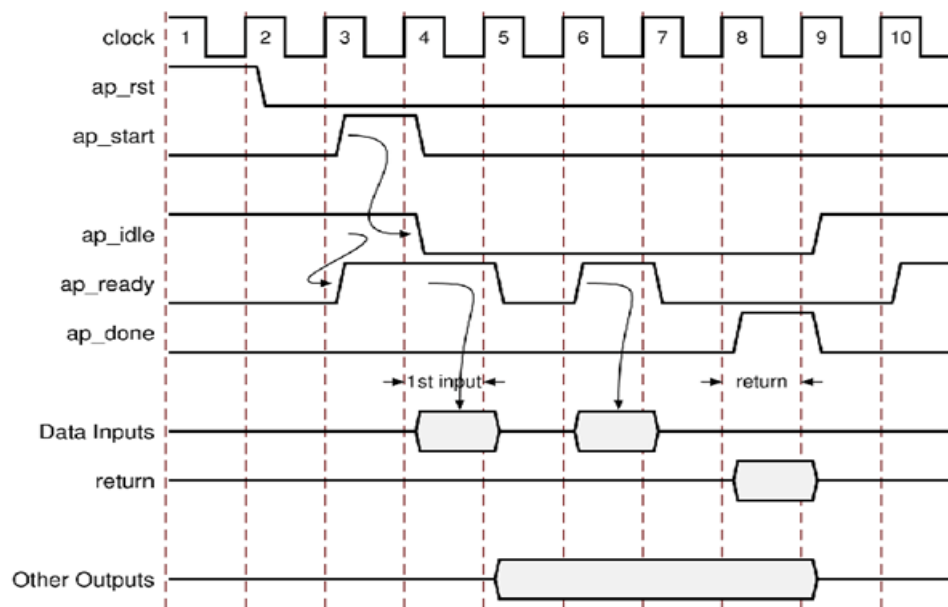 clock 1 2 3 4 5 6 7 8 9 10
ap_rst
ap_start
ap_idle
ap_ready
ap_done
1st input return
Data Inputs
return
Other Outputs